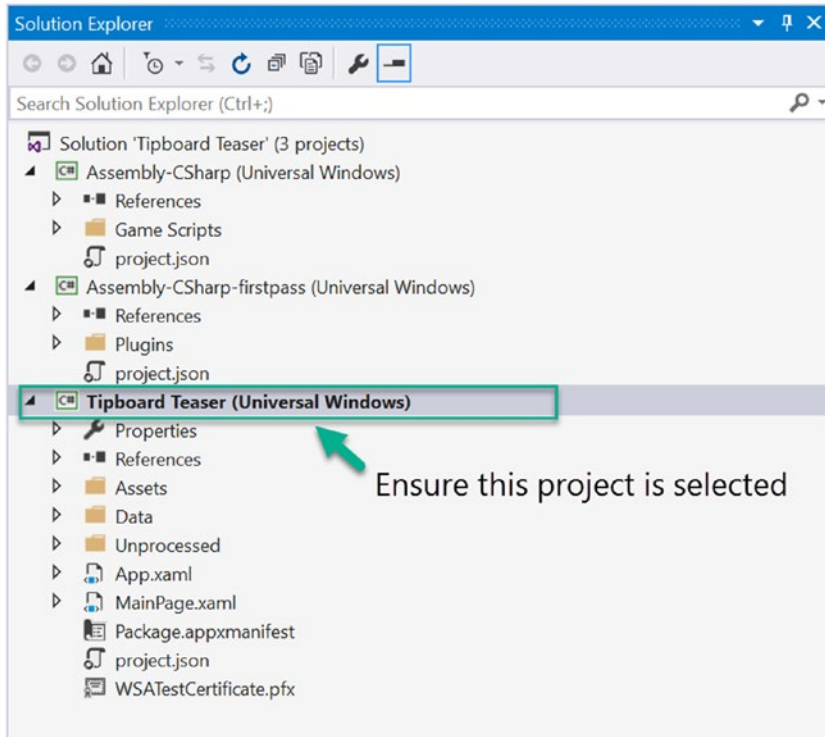 Solution Explorer
Search Solution Explorer (Ctrl+;)
Solution 'Tipboard Teaser' (3 projects)
C# Assembly-CSharp (Universal Windows)
References
Game Scripts
project.json
C# Assembly-CSharp-firstpass (Universal Windows)
References
Plugins
project.json
C# Tipboard Teaser (Universal Windows)
Properties
References
Ensure this project is selected
Assets
Data
Unprocessed
App.xaml
MainPage.xaml
Package.appxmanifest
project.json
WSATestCertificate.pfx